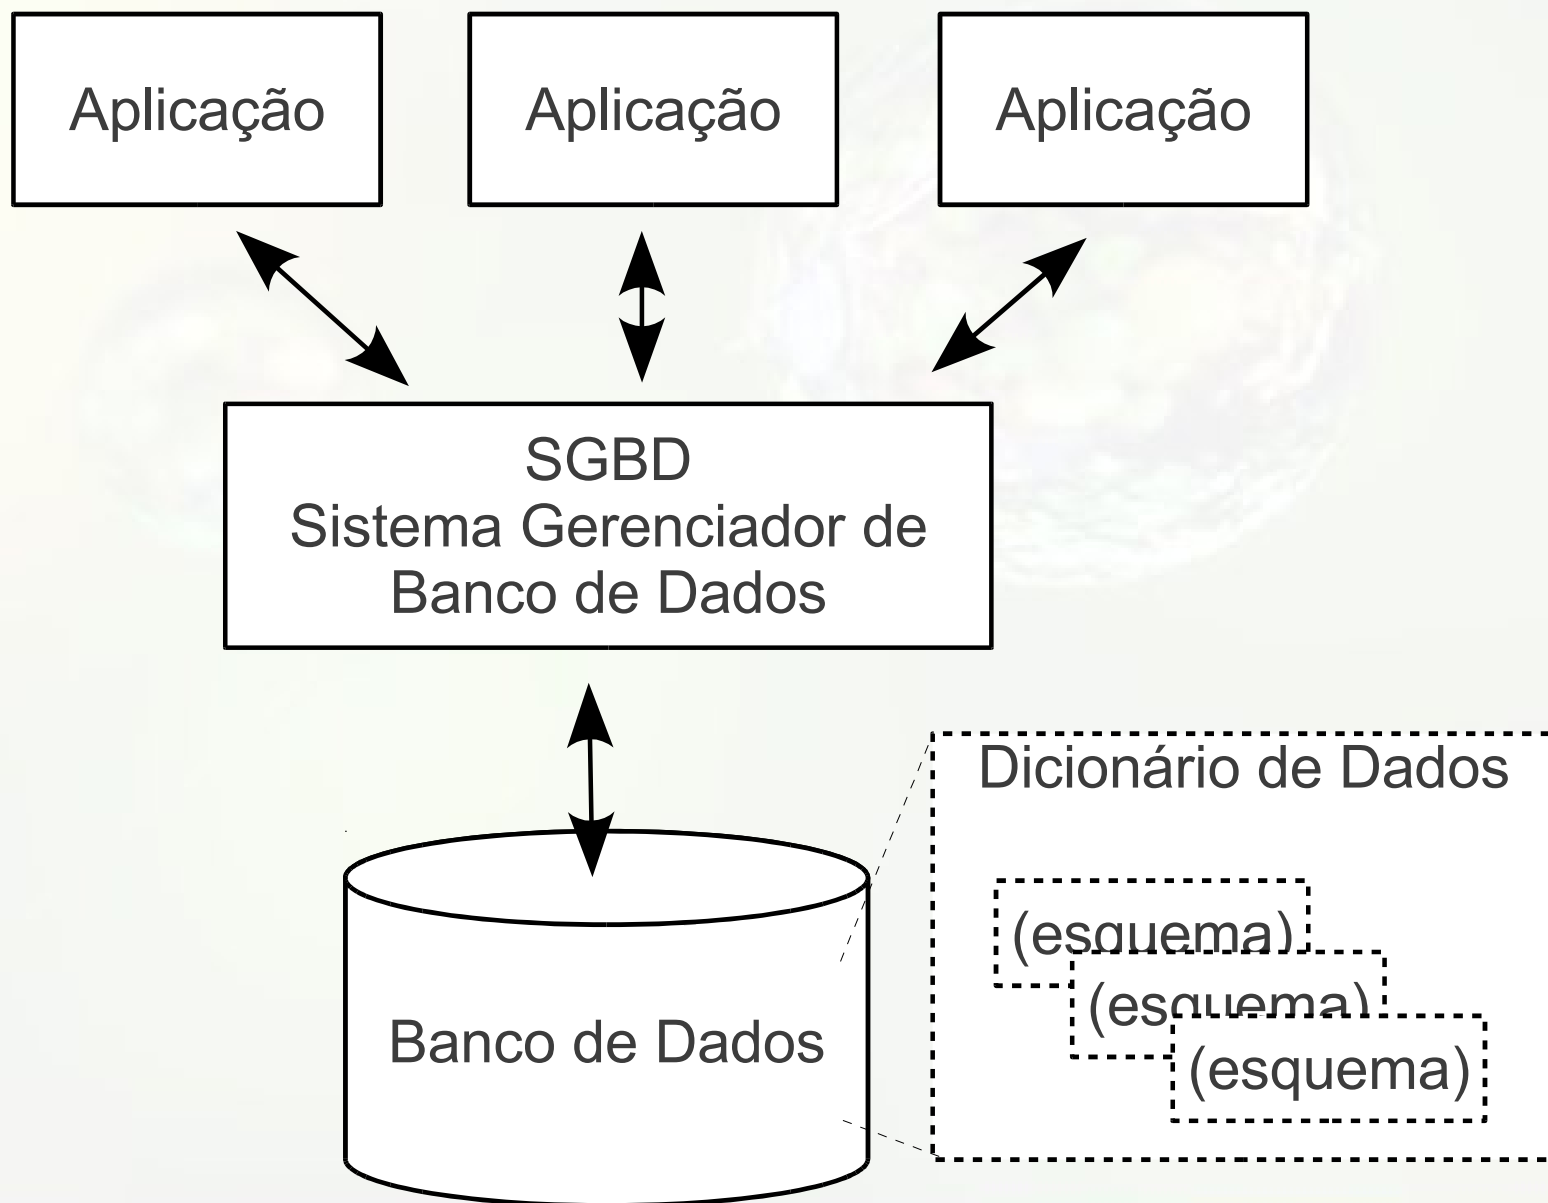 Aplicação
Aplicação
Aplicação
SGBD
Sistema Gerenciador de
Banco de Dados
Dicionário de Dados
(esquema)
(esquema)
(esquema)
Banco de Dados